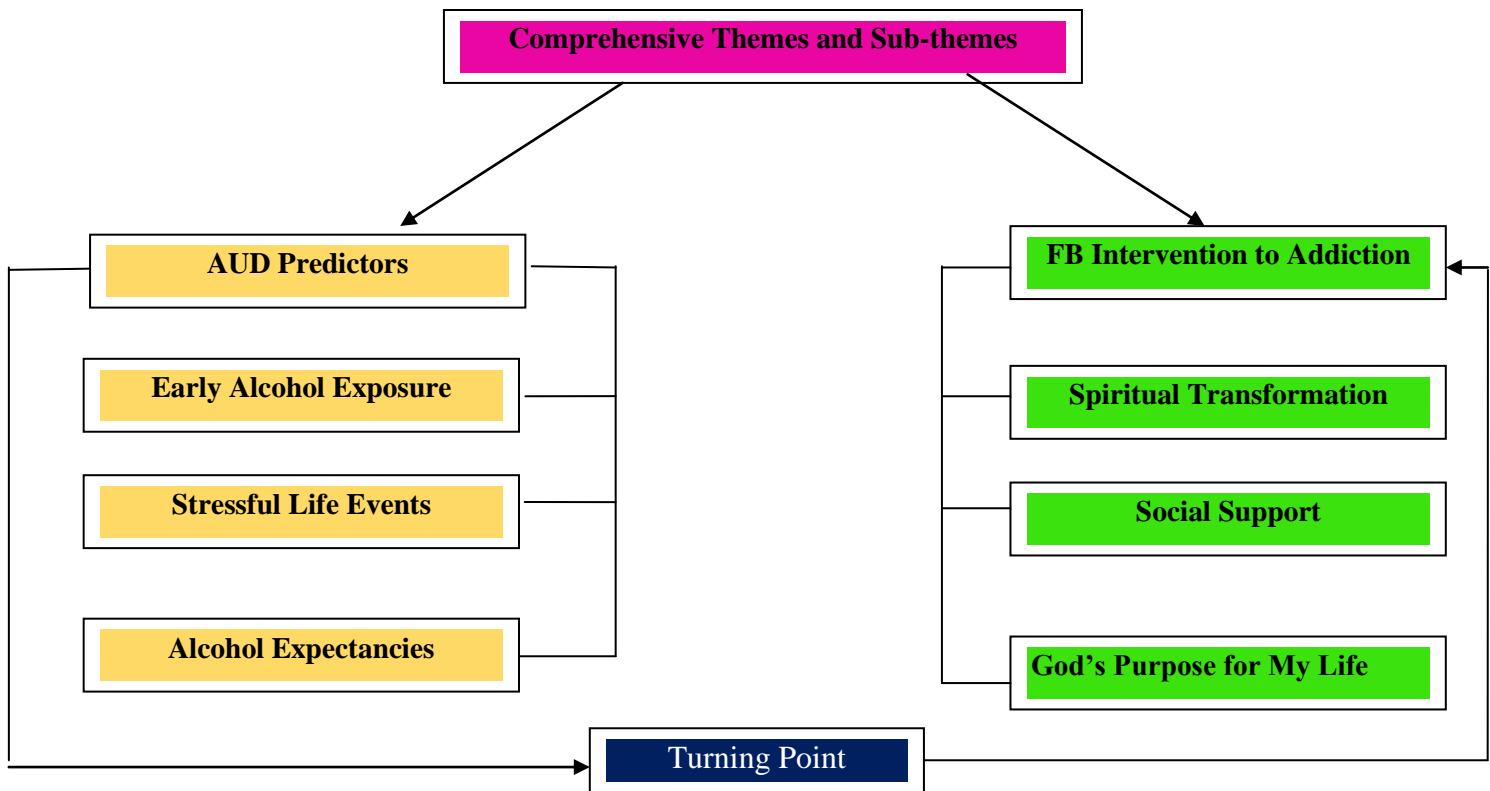 Comprehensive Themes and Sub-themes
AUD Predictors
Early Alcohol Exposure
Stressful Life Events
Alcohol Expectancies
FB Intervention to Addiction
Spiritual Transformation
Social Support
God’s Purpose for My Life
Turning Point